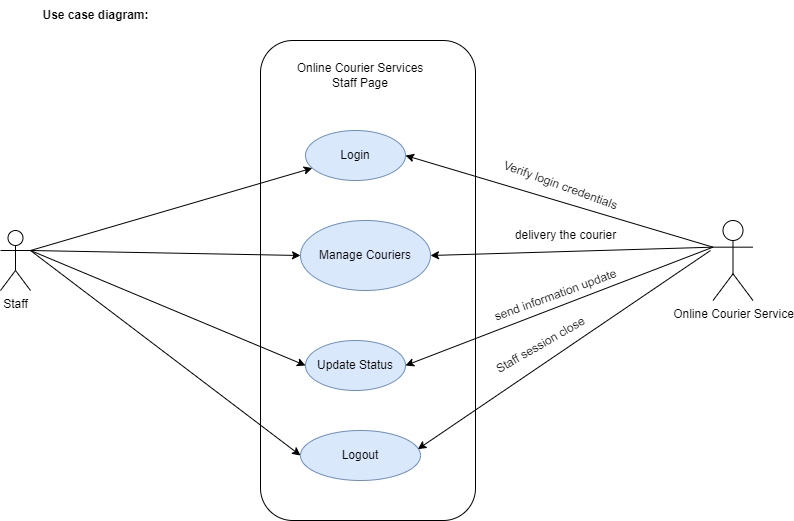 Use case diagram:
Online Courier Services
Staff Page
Login
Verify login credentials
delivery the courier
Manage Couriers
send information update
Staff
Online Courier Service
Staff session close
Update Status
Logout